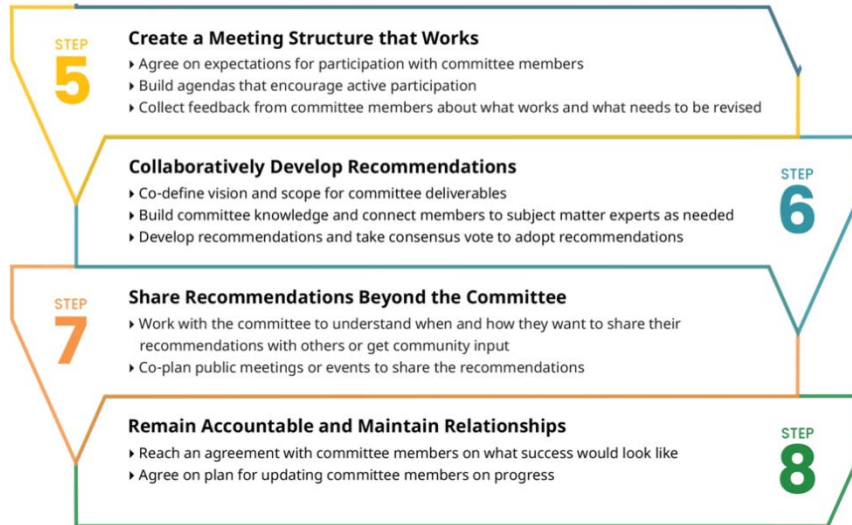 STEP
5
Create a Meeting Structure that Works
‣ Agree on expectations for participation with committee members
‣ Build agendas that encourage active participation
‣ Collect feedback from committee members about what works and what needs to be revised
STEP
6
Collaboratively Develop Recommendations
‣ Co-define vision and scope for committee deliverables
‣ Build committee knowledge and connect members to subject matter experts as needed
‣ Develop recommendations and take consensus vote to adopt recommendations
STEP
7
Share Recommendations Beyond the Committee
‣ Work with the committee to understand when and how they want to share their
recommendations with others or get community input
‣ Co-plan public meetings or events to share the recommendations
STEP
8
Remain Accountable and Maintain Relationships
‣ Reach an agreement with committee members on what success would look like
‣ Agree on plan for updating committee members on progress